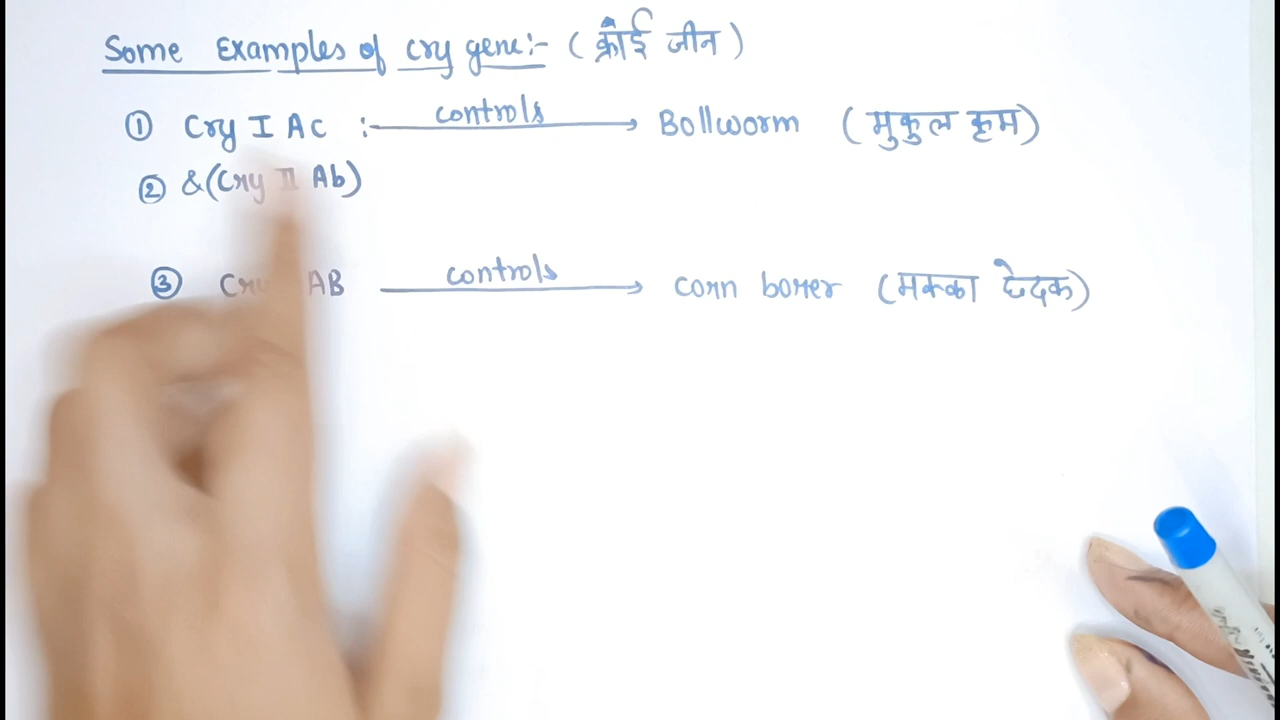 Some Examples of cry gene:- (क्राई जीन)
① Cry I Ac :- controls → Bollworm (मुकुल कृम)
② &(Cry II Ab)
③ AB controls → corn borer (मक्का छेदक)